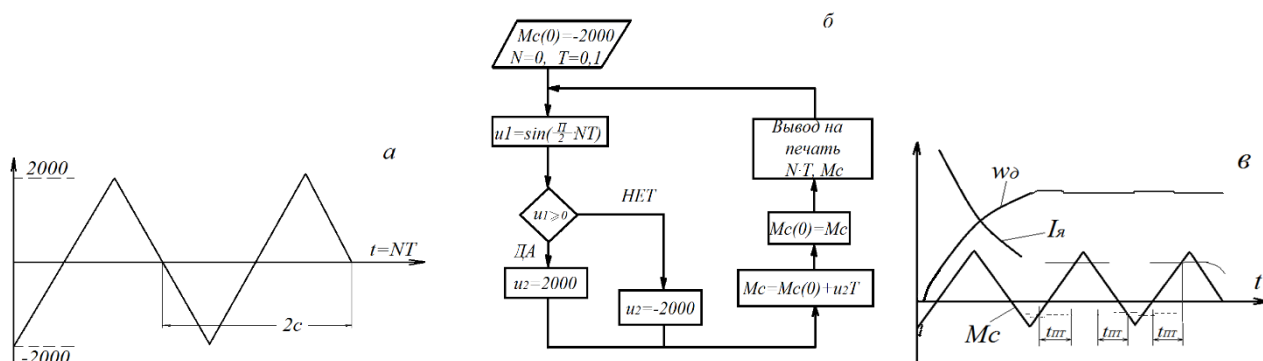 а
2000
t=NT
2с
-2000
б
Mc(0)=-2000
N=0, T=0,1
u1=sin(П/2 NT)
u1⩾0
НЕТ
ДА
u2=2000
u2=-2000
Вывод на
печать
N·T, Mc
Mc(0)=Mc
Mc=Mc(0)+u2T
в
wд
Iя
t
Mc
tПТ
tПТ
tПТ